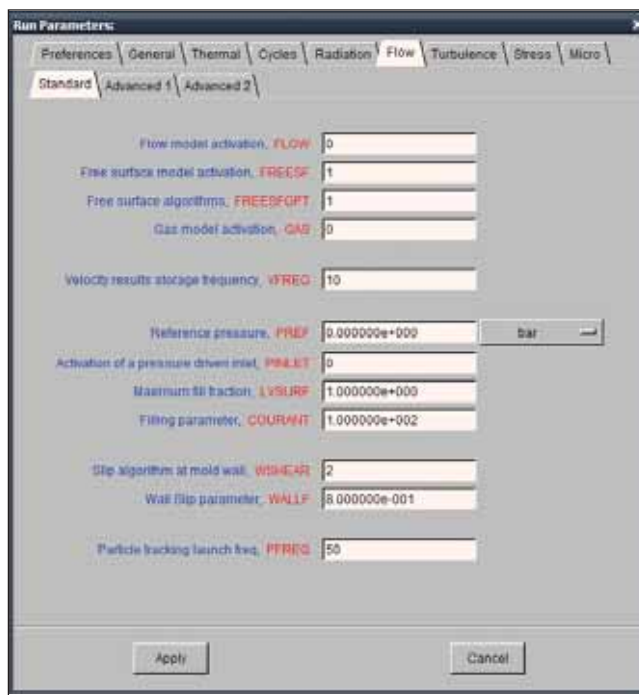 Run Parameters:
Preferences General Thermal Cycles Radiation Flow Turbulence Stress Micro
Standard Advanced 1 Advanced 2
Flow model activation, FLOW 0
Free surface model activation, FREESF 1
Free surface algorithms, FREESFOPT 1
Gas model activation, GAS 0
Velocity results storage frequency, VFREQ 10
Reference pressure, PREF 0.000000e+000 bar
Activation of a pressure driven inlet, PINLET 0
Maximum fill fraction, LVSURF 1.000000e+000
Filling parameter, COURANT 1.000000e+002
Slip algorithm at mold wall, WSHEAR 2
Wall Slip parameter, WALLF 8.000000e-001
Particle tracking launch freq, PFREQ 50
Apply Cancel